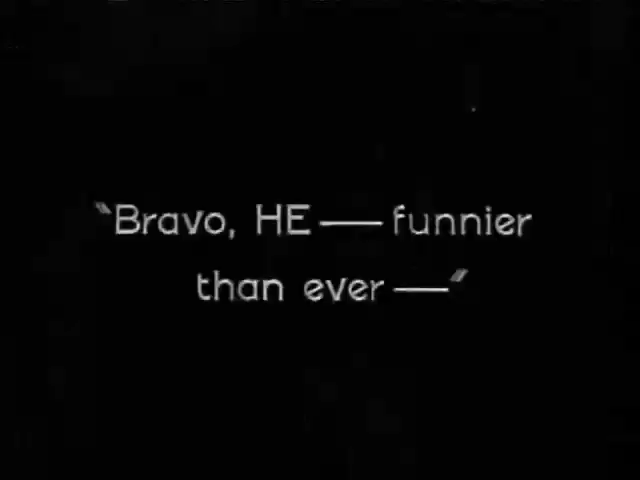 "Bravo, HE — funnier
than ever —"